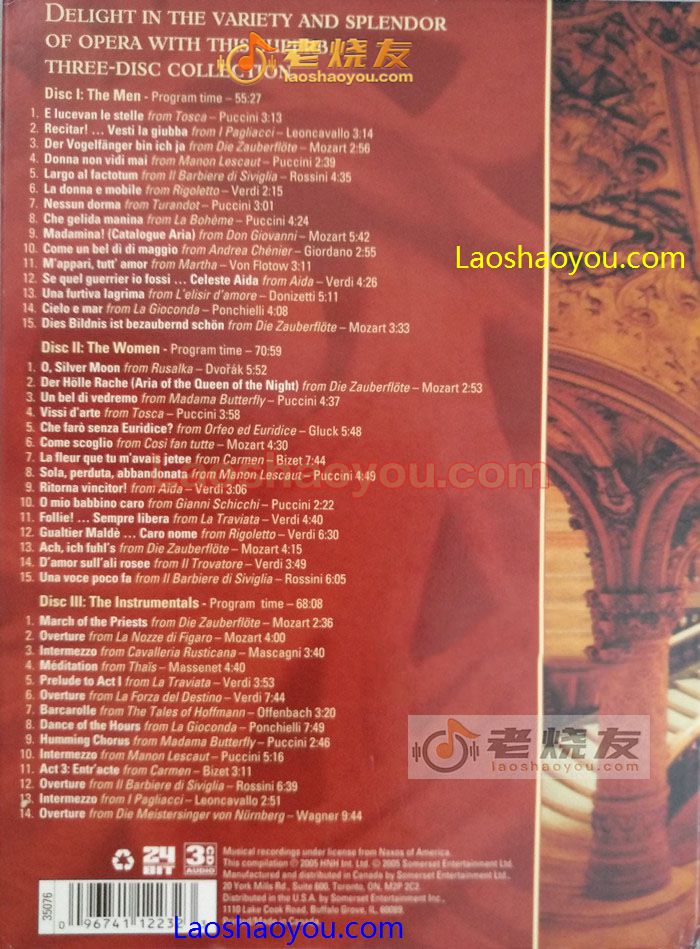 DELIGHT IN THE VARIETY AND SPLENDOR
OF OPERA WITH THIS SUPERB
THREE-DISC COLLECTION
老烧友
laoshaoyou.com
Disc I: The Men - Program time – 55:27
1. E lucevan le stelle from Tosca – Puccini 3:13
2. Recitar! ... Vesti la giubba from I Pagliacci – Leoncavallo 3:14
3. Der Vogelfänger bin ich ja from Die Zauberflöte – Mozart 2:56
4. Donna non vidi mai from Manon Lescaut – Puccini 2:39
5. Largo al factotum from Il Barbiere di Siviglia – Rossini 4:35
6. La donna e mobile from Rigoletto – Verdi 2:15
7. Nessun dorma from Turandot – Puccini 3:01
8. Che gelida manina from La Bohème – Puccini 4:24
9. Madamina! (Catalogue Aria) from Don Giovanni – Mozart 5:42
10. Come un bel di di maggio from Andrea Chénier – Giordano 2:55
11. M'appari, tutt' amor from Martha – Von Flotow 3:11
12. Se quel guerrier io fossi ... Celeste Aida from Aida – Verdi 4:26
13. Una furtiva lagrima from L'elisir d'amore – Donizetti 5:11
14. Cielo e mar from La Gioconda – Ponchielli 4:08
15. Dies Bildnis ist bezaubernd schön from Die Zauberflöte – Mozart 3:33
Laoshaoyou.com
Disc II: The Women - Program time – 70:59
1. O, Silver Moon from Rusalka – Dvořák 5:52
2. Der Hölle Rache (Aria of the Queen of the Night) from Die Zauberflöte – Mozart 2:53
3. Un bel di vedremo from Madama Butterfly – Puccini 4:37
4. Vissi d'arte from Tosca – Puccini 3:58
5. Che farò senza Euridice? from Orfeo ed Euridice – Gluck 5:48
6. Come scoglio from Così fan tutte – Mozart 4:30
7. La fleur que tu m'avais jetee from Carmen – Bizet 7:44
8. Sola, perduta, abbandonata from Manon Lescaut – Puccini 4:49
9. Ritorna vincitor! from Aida – Verdi 3:06
10. O mio babbino caro from Gianni Schicchi – Puccini 2:22
11. Follie! ... Sempre libera from La Traviata – Verdi 4:40
12. Gualtier Maldè ... Caro nome from Rigoletto – Verdi 6:30
13. Ach, ich fuhl's from Die Zauberflöte – Mozart 4:15
14. D'amor sull'ali rosee from Il Trovatore – Verdi 3:49
15. Una voce poco fa from Il Barbiere di Siviglia – Rossini 6:05
Laoshaoyou.com
Disc III: The Instrumentals - Program time – 68:08
1. March of the Priests from Die Zauberflöte – Mozart 2:36
2. Overture from La Nozze di Figaro – Mozart 4:00
3. Intermezzo from Cavalleria Rusticana – Mascagni 3:40
4. Méditation from Thaïs – Massenet 4:40
5. Prelude to Act I from La Traviata – Verdi 3:53
6. Overture from La Forza del Destino – Verdi 7:44
7. Barcarolle from The Tales of Hoffmann – Offenbach 3:20
8. Dance of the Hours from La Gioconda – Ponchielli 7:49
9. Humming Chorus from Madama Butterfly – Puccini 2:46
10. Intermezzo from Manon Lescaut – Puccini 5:16
11. Act 3: Entr'acte from Carmen – Bizet 3:11
12. Overture from Il Barbiere di Siviglia – Rossini 6:39
13. Intermezzo from I Pagliacci – Leoncavallo 2:51
14. Overture from Die Meistersinger von Nürnberg – Wagner 9:44
老烧友
laoshaoyou.com
24 BIT
3 CD AUDIO
Musical recordings under license from Naxos of America.
This compilation ℗ 2005 HNH Int. Ltd. © 2005 Somerset Entertainment Ltd.
Manufactured and distributed in Canada by Somerset Entertainment Ltd.,
20 York Mills Rd., Suite 600, Toronto, ON, M2P 2C2.
Distributed in the U.S.A. by Somerset Entertainment Inc.,
1110 Lake Cook Road, Buffalo Grove, IL, 60089.
35076
0 96741 1223
Laoshaoyou.com